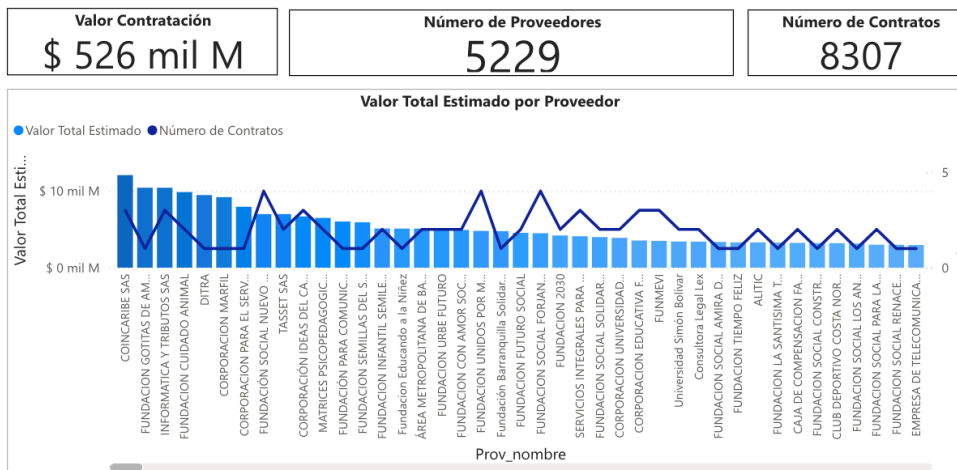 Valor Contratación
$ 526 mil M
Número de Proveedores
5229
Número de Contratos
8307
Valor Total Estimado por Proveedor
Valor Total Estimado
Número de Contratos
Valor Total Esti...
$ 10 mil M
$ 0 mil M
5
0
COINCARIBE SAS
FUNDACION GOTITAS DE AM...
INFORMATICA Y TRIBUTOS SAS
FUNDACION CUIDADO ANIMAL
DITRA
CORPORACION MARFIL
CORPORACION PARA EL SERV...
FUNDACIÓN SOCIAL NUEVO ...
TASSET SAS
CORPORACIÓN IDEAS DEL CA...
MATRICES PSICOPEDAGOGIC...
FUNDACIÓN PARA COMUNIC...
FUNDACION SEMILLAS DEL S...
FUNDACION INFANTIL SEMILE...
Fundacion Educando a la Niñez
ÁREA METROPOLITANA DE BA...
FUNDACION URBE FUTURO
FUNDACION CON AMOR SOC...
FUNDACION UNIDOS POR M...
Fundación Barranquilla Solidar...
FUNDACION FUTURO SOCIAL
FUNDACION SOCIAL FORJAN...
FUNDACION 2030
SERVICIOS INTEGRALES PARA ...
FUNDACION SOCIAL SOLIDAR...
CORPORACION UNIVERSIDAD...
CORPORACION EDUCATIVA F...
FUNMEVI
Universidad Simón Bolívar
Consultora Legal Lex
FUNDACION SOCIAL AMIRA D...
FUNDACION TIEMPO FELIZ
ALITIC
FUNDACION LA SANTISIMA T...
CAJA DE COMPENSACION FA...
FUNDACION SOCIAL CONSTR...
CLUB DEPORTIVO COSTA NOR...
FUNDACION SOCIAL LOS AN...
FUNDACION SOCIAL PARA LA...
FUNDACION SOCIAL RENACE...
EMPRESA DE TELECOMUNICA...
Prov_nombre